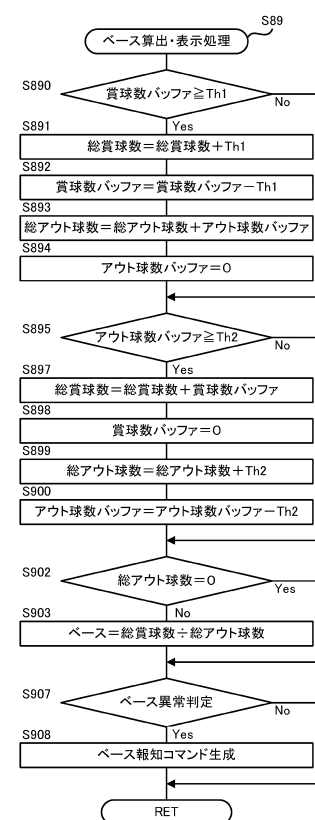 S89
ベース算出・表示処理
S890
賞球数バッファ≧Th1
No
Yes
S891
総賞球数=総賞球数+Th1
S892
賞球数バッファ=賞球数バッファ-Th1
S893
総アウト球数=総アウト球数+アウト球数バッファ
S894
アウト球数バッファ=0
S895
アウト球数バッファ≧Th2
No
Yes
S897
総賞球数=総賞球数+賞球数バッファ
S898
賞球数バッファ=0
S899
総アウト球数=総アウト球数+Th2
S900
アウト球数バッファ=アウト球数バッファ-Th2
S902
総アウト球数=0
Yes
No
S903
ベース=総賞球数÷総アウト球数
S907
ベース異常判定
No
Yes
S908
ベース報知コマンド生成
RET